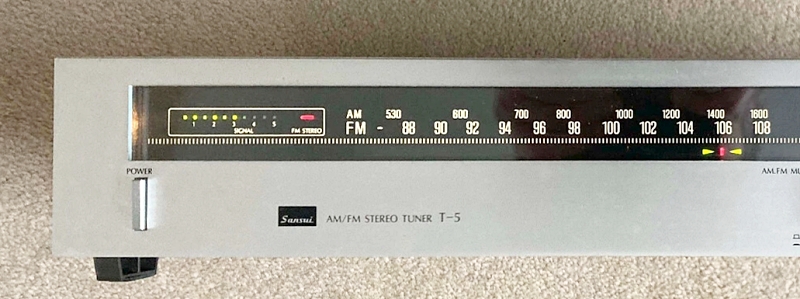 AM 530 600 700 800 1000 1200 1400 1600
FM - 88 90 92 94 96 98 100 102 104 106 108
1 2 3 4 5
SIGNAL FM STEREO
POWER
AM.FM MU
Sansui AM/FM STEREO TUNER T-5